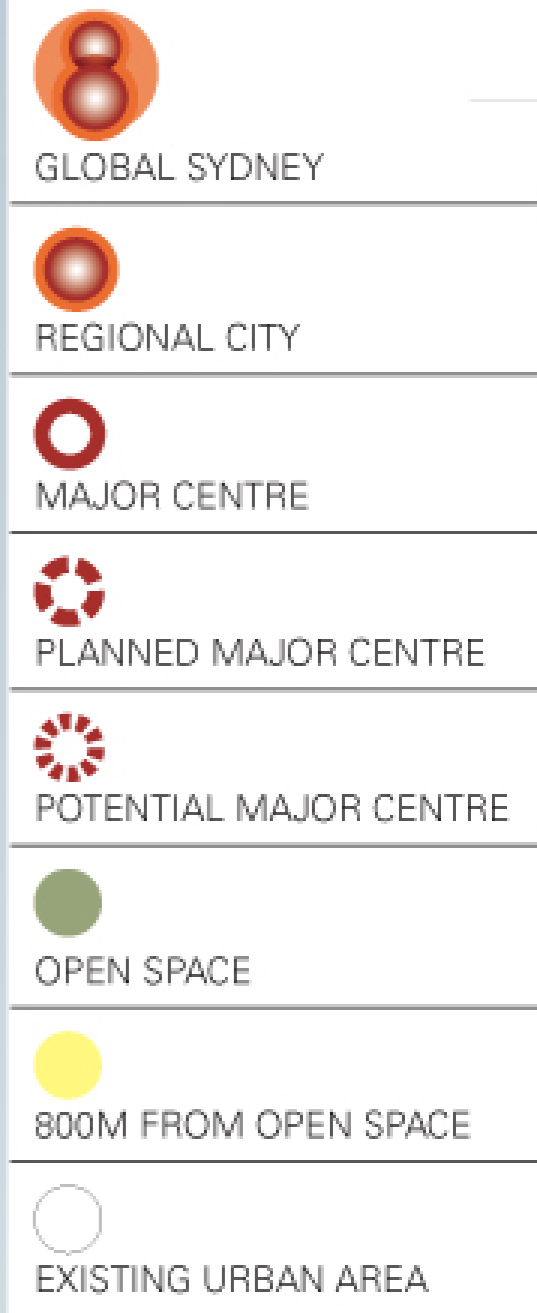 GLOBAL SYDNEY
REGIONAL CITY
MAJOR CENTRE
PLANNED MAJOR CENTRE
POTENTIAL MAJOR CENTRE
OPEN SPACE
800M FROM OPEN SPACE
EXISTING URBAN AREA